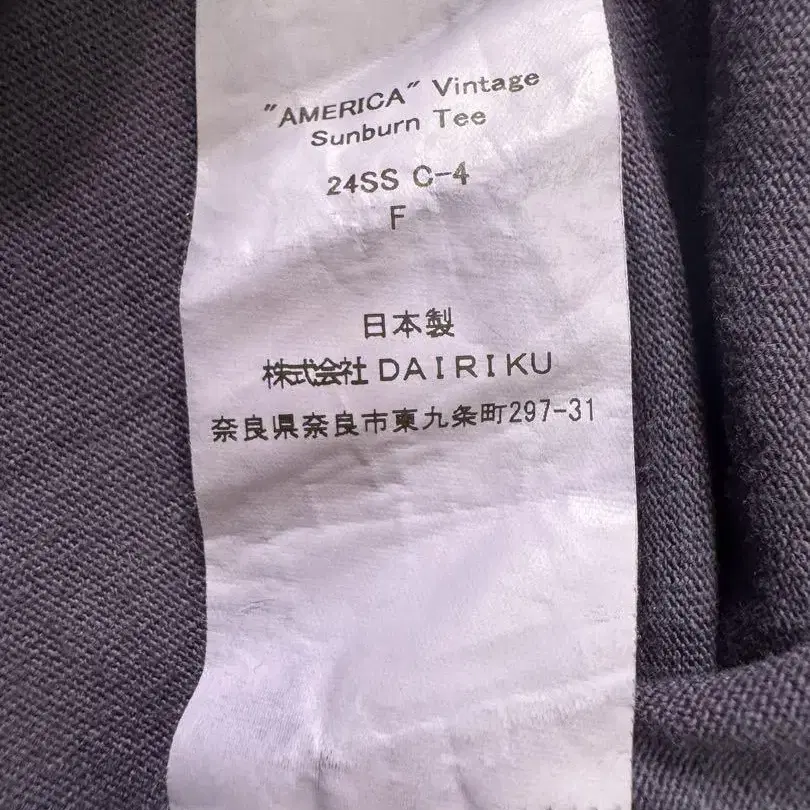 "AMERICA" Vintage
Sunburn Tee
24SS C-4
F
日本製
株式会社 DAIRIKU
奈良県奈良市東九条町297-31